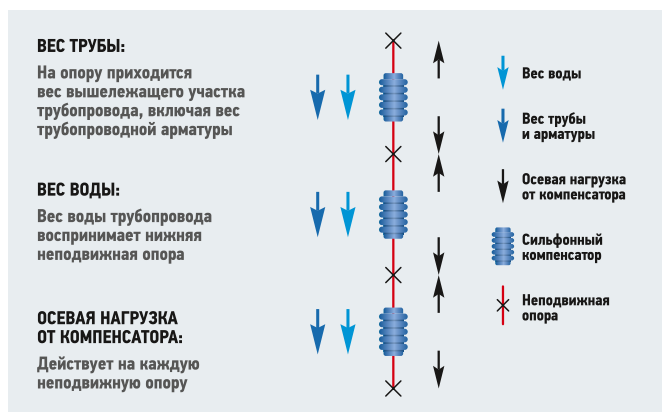 ВЕС ТРУБЫ:
На опору приходится
вес вышележащего участка
трубопровода, включая вес
трубопроводной арматуры
ВЕС ВОДЫ:
Вес воды трубопровода
воспринимает нижняя
неподвижная опора
ОСЕВАЯ НАГРУЗКА
ОТ КОМПЕНСАТОРА:
Действует на каждую
неподвижную опору
Вес воды
Вес трубы
и арматуры
Осевая нагрузка
от компенсатора
Сильфонный
компенсатор
Неподвижная
опора